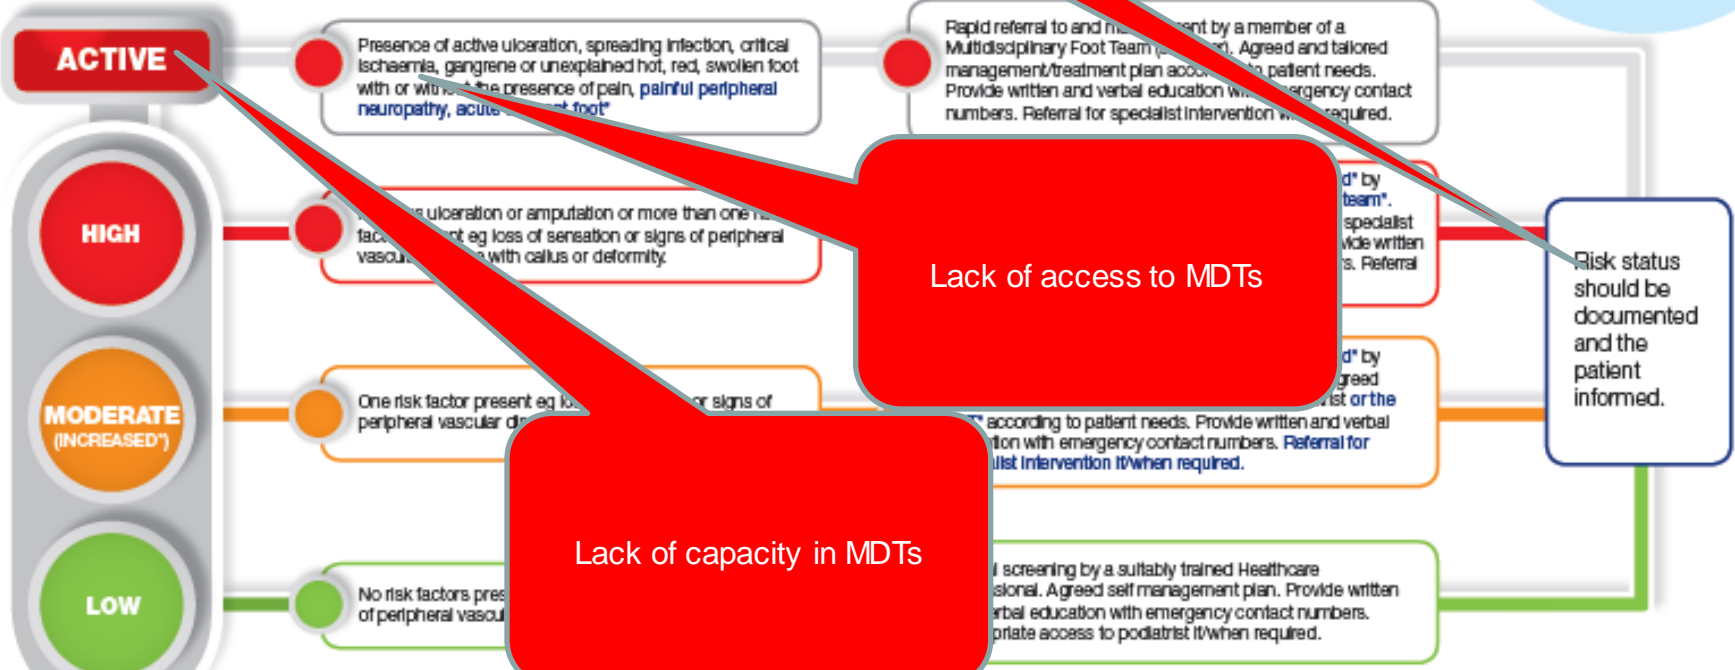 ACTIVE
Presence of active ulceration, spreading infection, critical
ischaemia, gangrene or unexplained hot, red, swollen foot
with or without the presence of pain, painful peripheral
neuropathy, acute foot*
Rapid referral to and by a member of a
Multidisciplinary Foot Team Agreed and tailored
management/treatment plan to patient needs.
Provide written and verbal education emergency contact
numbers. Referral for specialist intervention required.
HIGH
ulceration or amputation or more than one
eg loss of sensation or signs of peripheral
with callus or deformity.
by
team*.
specialist
written
Referral
Lack of access to MDTs
Risk status
should be
documented
and the
patient
informed.
MODERATE
(INCREASED*)
One risk factor present eg or signs of
peripheral vascular
by
or the
according to patient needs. Provide written and verbal
with emergency contact numbers. Referral for
intervention if/when required.
Lack of capacity in MDTs
LOW
No risk factors
of peripheral
screening by a suitably trained Healthcare
Agreed self management plan. Provide written
education with emergency contact numbers.
access to podiatrist if/when required.